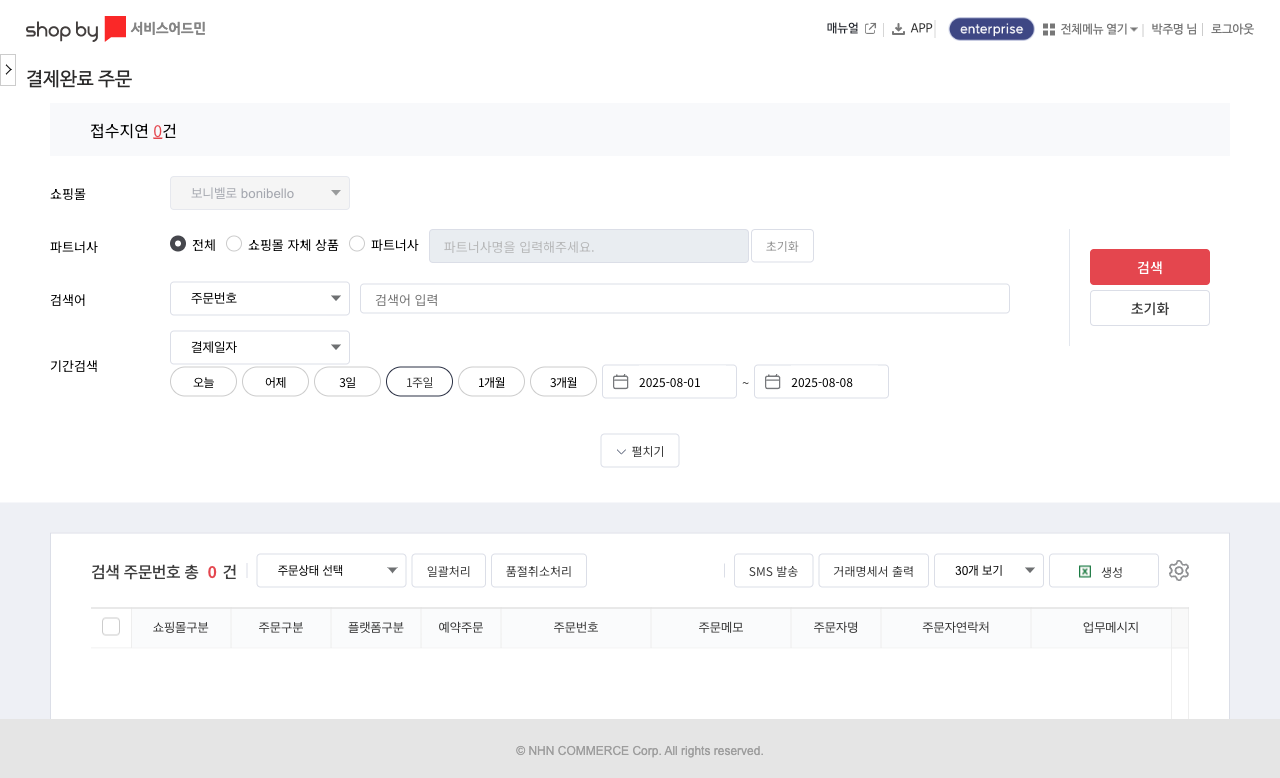 shop by 서비스어드민
매뉴얼 APP enterprise 전체메뉴 열기 박주명 님 로그아웃
결제완료 주문
접수지연 0건
쇼핑몰 보니벨로 bonibello
파트너사 전체 쇼핑몰 자체 상품 파트너사 파트너사명을 입력해주세요. 초기화
검색
검색어 주문번호 검색어 입력
초기화
결제일자
기간검색
오늘 어제 3일 1주일 1개월 3개월 2025-08-01 ~ 2025-08-08
펼치기
검색 주문번호 총 0 건 주문상태 선택 일괄처리 품절취소처리 SMS 발송 거래명세서 출력 30개 보기 생성
쇼핑몰구분 주문구분 플랫폼구분 예약주문 주문번호 주문메모 주문자명 주문자연락처 업무메시지
© NHN COMMERCE Corp. All rights reserved.